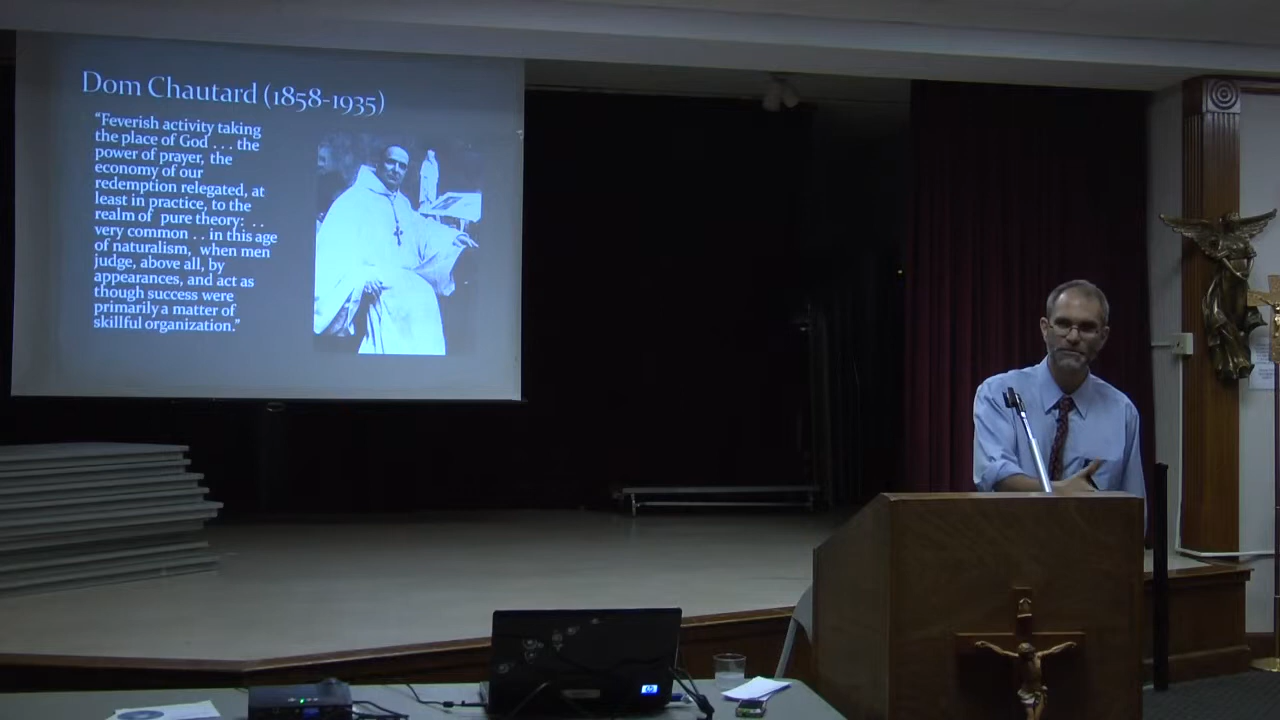 Dom Chautard (1858-1935)
“Feverish activity taking
the place of God . . . the
power of prayer, the
economy of our
redemption relegated, at
least in practice, to the
realm of pure theory: . .
very common . . in this age
of naturalism, when men
judge, above all, by
appearances, and act as
though success were
primarily a matter of
skillful organization.”
hp